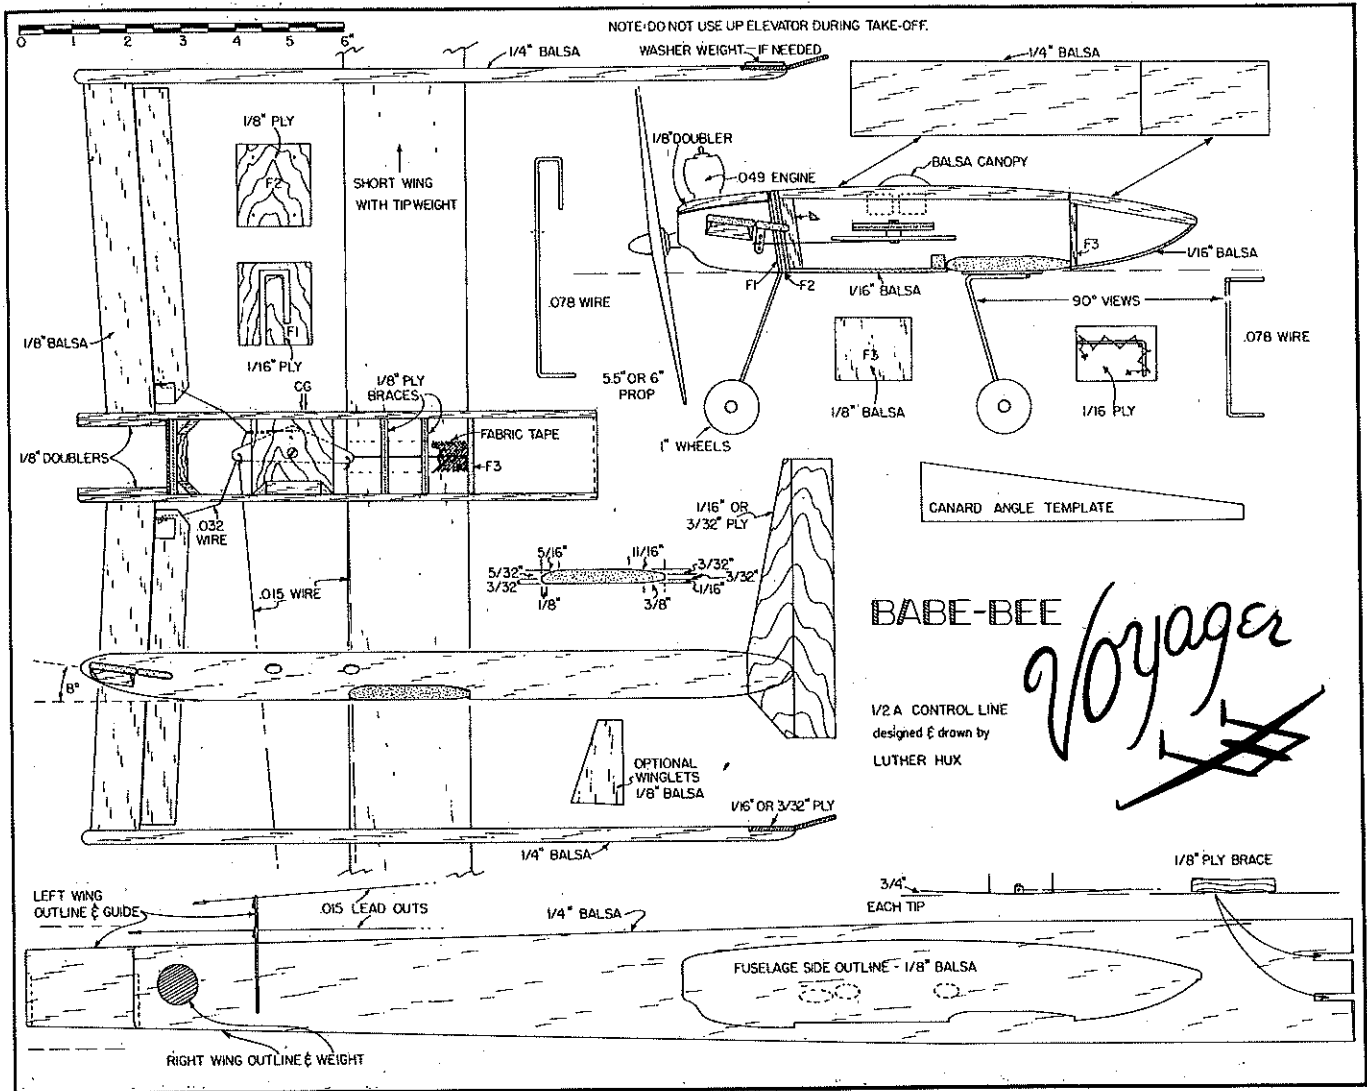 NOTE: DO NOT USE UP ELEVATOR DURING TAKE-OFF.
0 1 2 3 4 5 6"
1/4" BALSA
WASHER WEIGHT - IF NEEDED
1/4" BALSA
1/8" PLY
F2
SHORT WING
WITH TIP WEIGHT
1/8" DOUBLER
.049 ENGINE
BALSA CANOPY
F1
F2
F3
1/16" BALSA
1/16" BALSA
90° VIEWS
.078 WIRE
.078 WIRE
F1
1/16" PLY
1/8" BALSA
5.5" OR 6"
PROP
F3
1/8" BALSA
1/16 PLY
1" WHEELS
CG
1/8" PLY
BRACES
FABRIC TAPE
F3
1/8" DOUBLERS
.032
WIRE
1/16" OR
3/32" PLY
CANARD ANGLE TEMPLATE
5/16"
11/16"
5/32"
3/32"
3/32"
3/32"
1/8"
3/8"
1/16"
.015 WIRE
BABE-BEE
Voyager
8°
1/2 A CONTROL LINE
designed & drawn by
LUTHER HUX
OPTIONAL
WINGLETS
1/8" BALSA
1/16" OR 3/32" PLY
1/4" BALSA
1/8" PLY BRACE
LEFT WING
OUTLINE & GUIDE
.015 LEAD OUTS
1/4" BALSA
3/4"
EACH TIP
FUSELAGE SIDE OUTLINE - 1/8" BALSA
RIGHT WING OUTLINE & WEIGHT